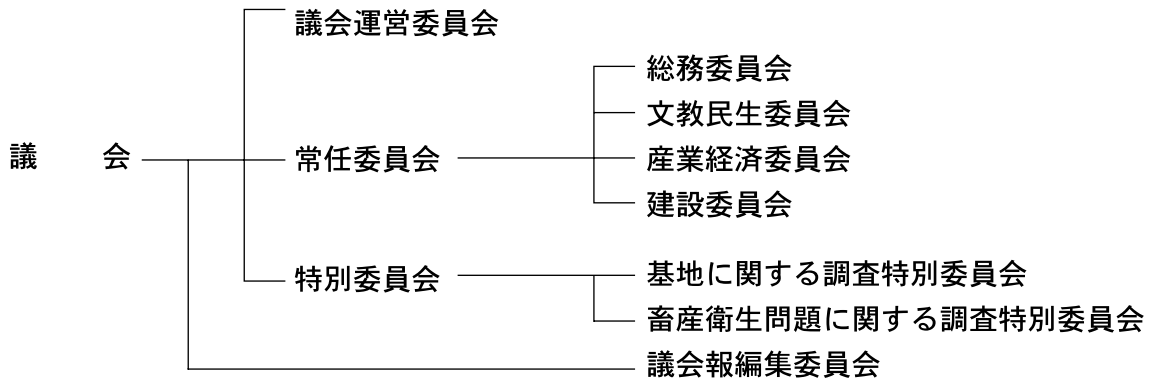 議会運営委員会
総務委員会
文教民生委員会
議　　会
常任委員会
産業経済委員会
建設委員会
特別委員会
基地に関する調査特別委員会
畜産衛生問題に関する調査特別委員会
議会報編集委員会